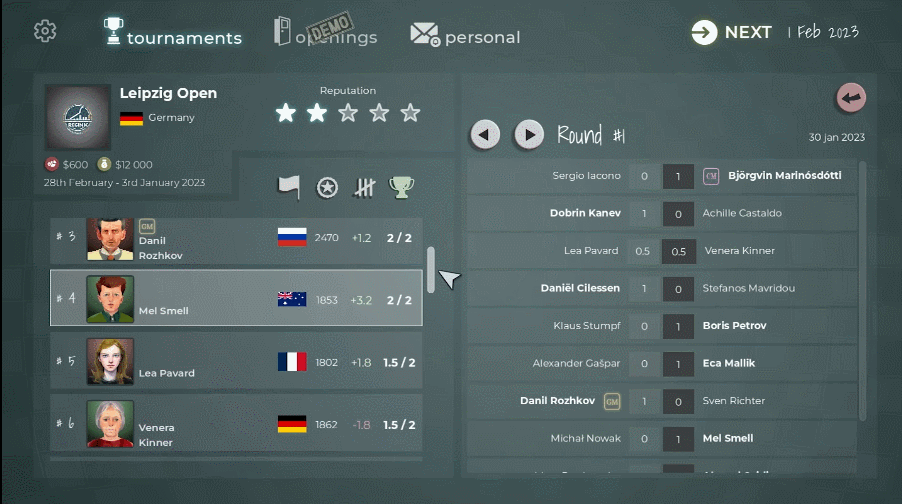 tournaments
openings
DEMO
personal
NEXT
1 Feb 2023
Leipzig Open
Germany
Reputation
$600
$12 000
28th February - 3rd January 2023
# 3
GM
Danil
Rozhkov
2470
+1.2
2 / 2
# 4
Mel Smell
1853
+3.2
2 / 2
# 5
Lea Pavard
1802
+1.8
1.5 / 2
# 6
Venera
Kinner
1862
-1.8
1.5 / 2
Round #1
30 jan 2023
Sergio Iacono 0 1 CM Björgvin Marinósdótti
Dobrin Kanev 1 0 Achille Castaldo
Lea Pavard 0.5 0.5 Venera Kinner
Daniël Cilessen 1 0 Stefanos Mavridou
Klaus Stumpf 0 1 Boris Petrov
Alexander Gašpar 0 1 Eca Mallik
Danil Rozhkov GM 1 0 Sven Richter
Michał Nowak 0 1 Mel Smell